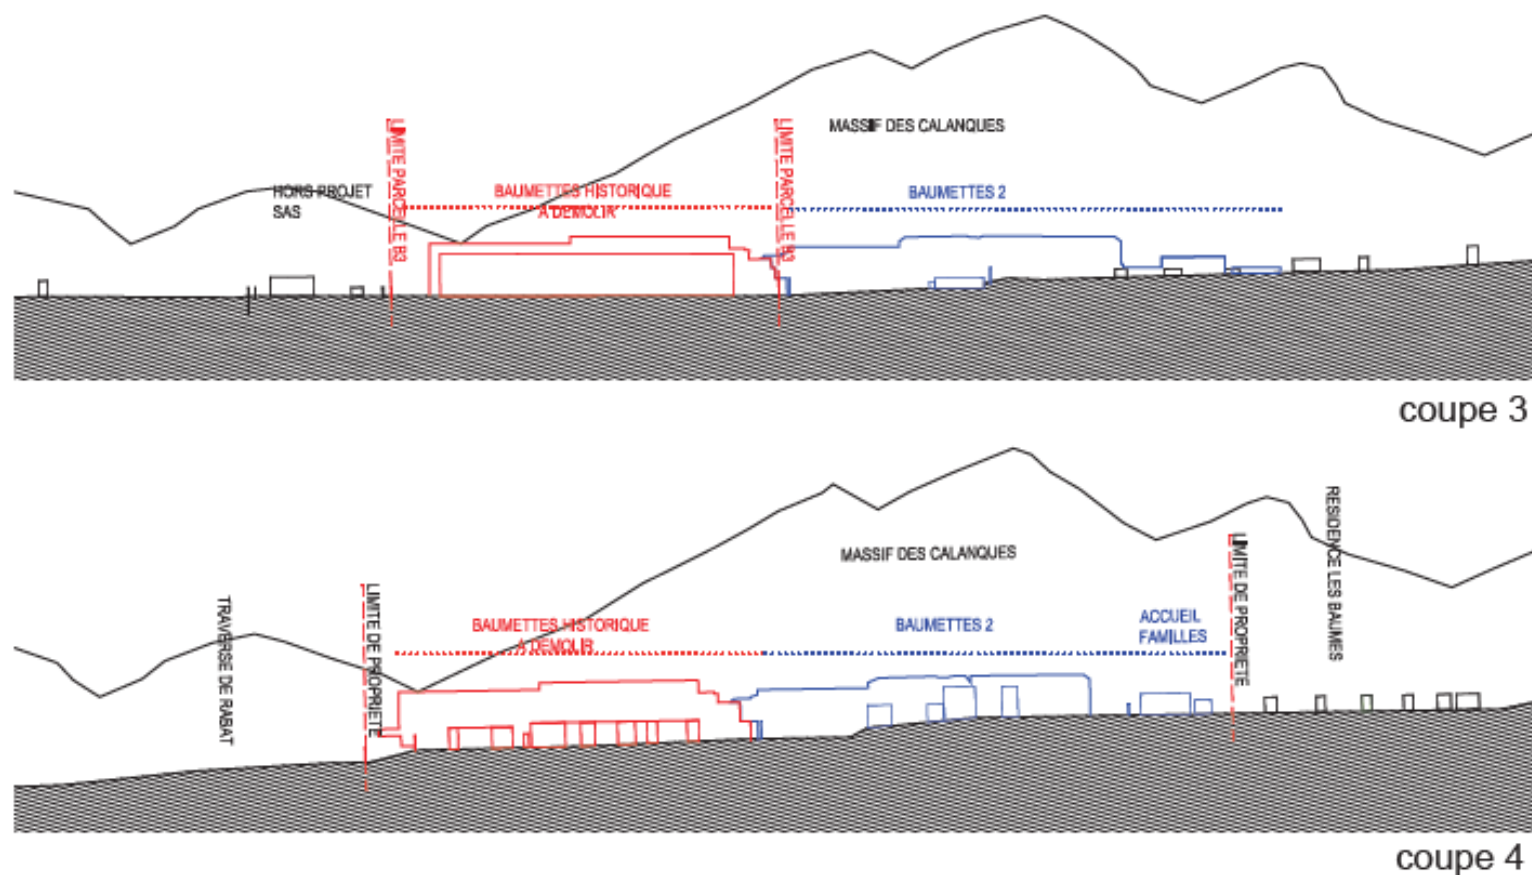 MASSIF DES CALANQUES
LIMITE PARCELLE B3
LIMITE PARCELLE B3
HORS PROJET
SAS
BAUMETTES HISTORIQUE
A DEMOLIR
BAUMETTES 2
coupe 3
MASSIF DES CALANQUES
TRAVERSE DE RABAT
LIMITE DE PROPRIETE
BAUMETTES HISTORIQUE
A DEMOLIR
BAUMETTES 2
ACCUEIL
FAMILLES
LIMITE DE PROPRIETE
RESIDENCE LES BAUMES
coupe 4